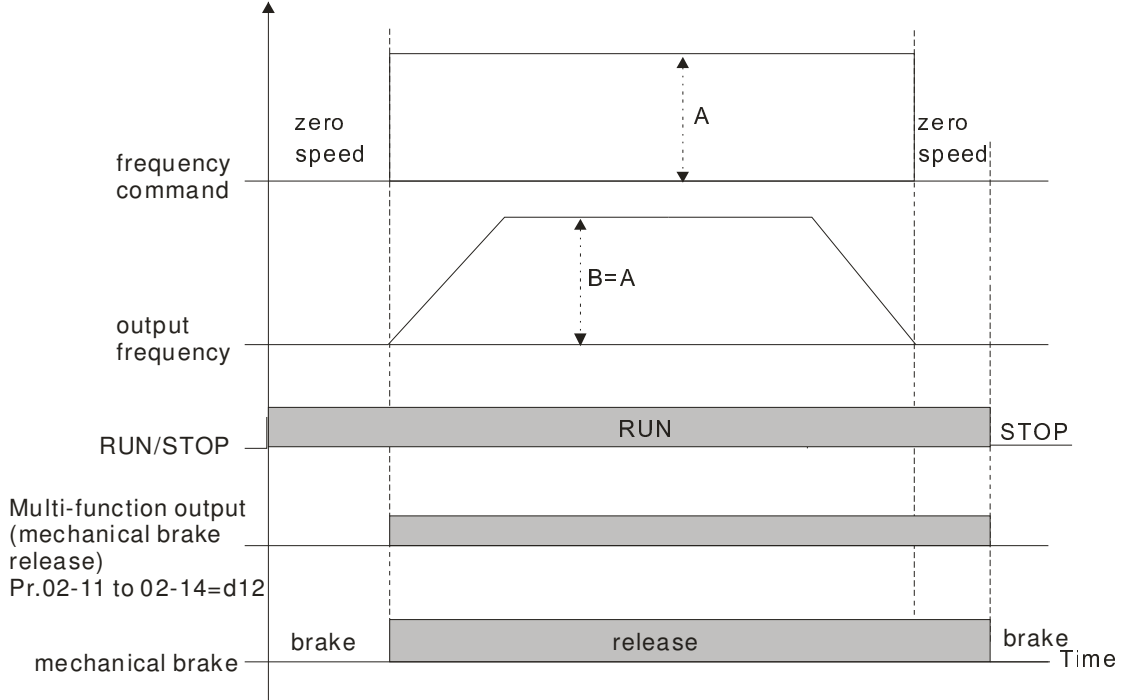 zero
speed
A
zero
speed
frequency
command
B=A
output
frequency
RUN
RUN/STOP
STOP
Multi-function output
(mechanical brake
release)
Pr.02-11 to 02-14=d12
brake
release
brake
mechanical brake
Time